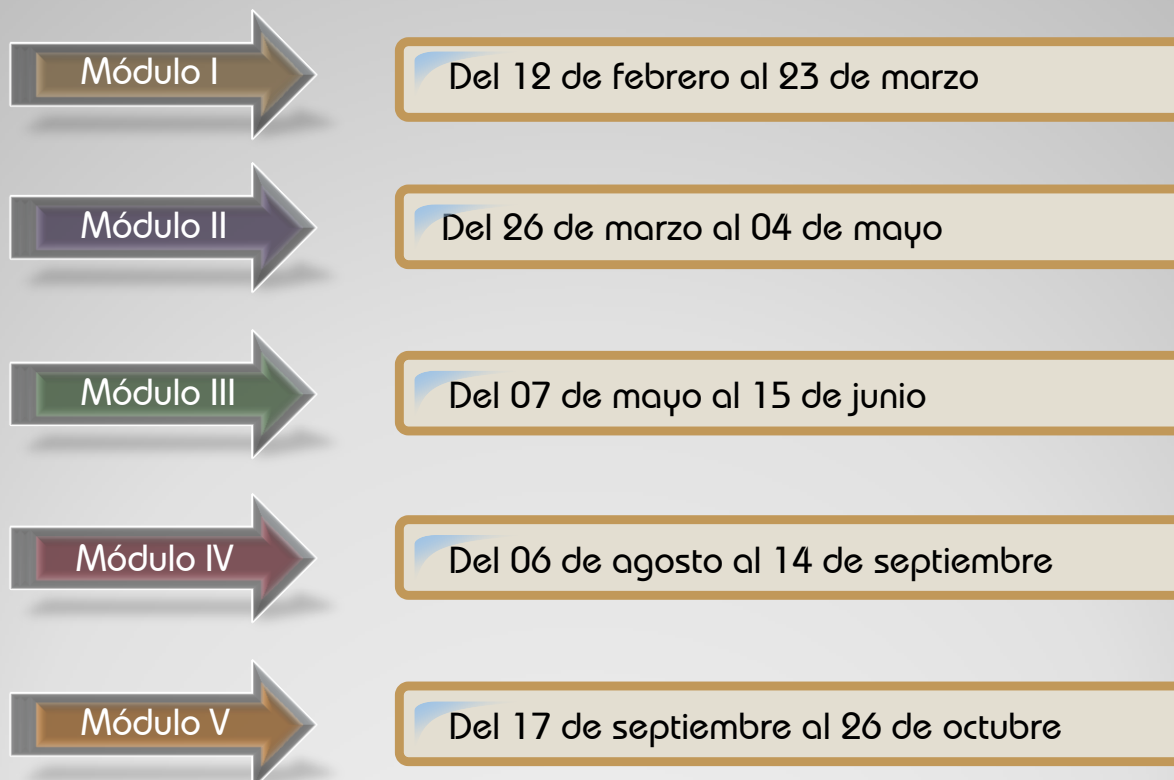 Módulo I
Del 12 de febrero al 23 de marzo
Módulo II
Del 26 de marzo al 04 de mayo
Módulo III
Del 07 de mayo al 15 de junio
Módulo IV
Del 06 de agosto al 14 de septiembre
Módulo V
Del 17 de septiembre al 26 de octubre